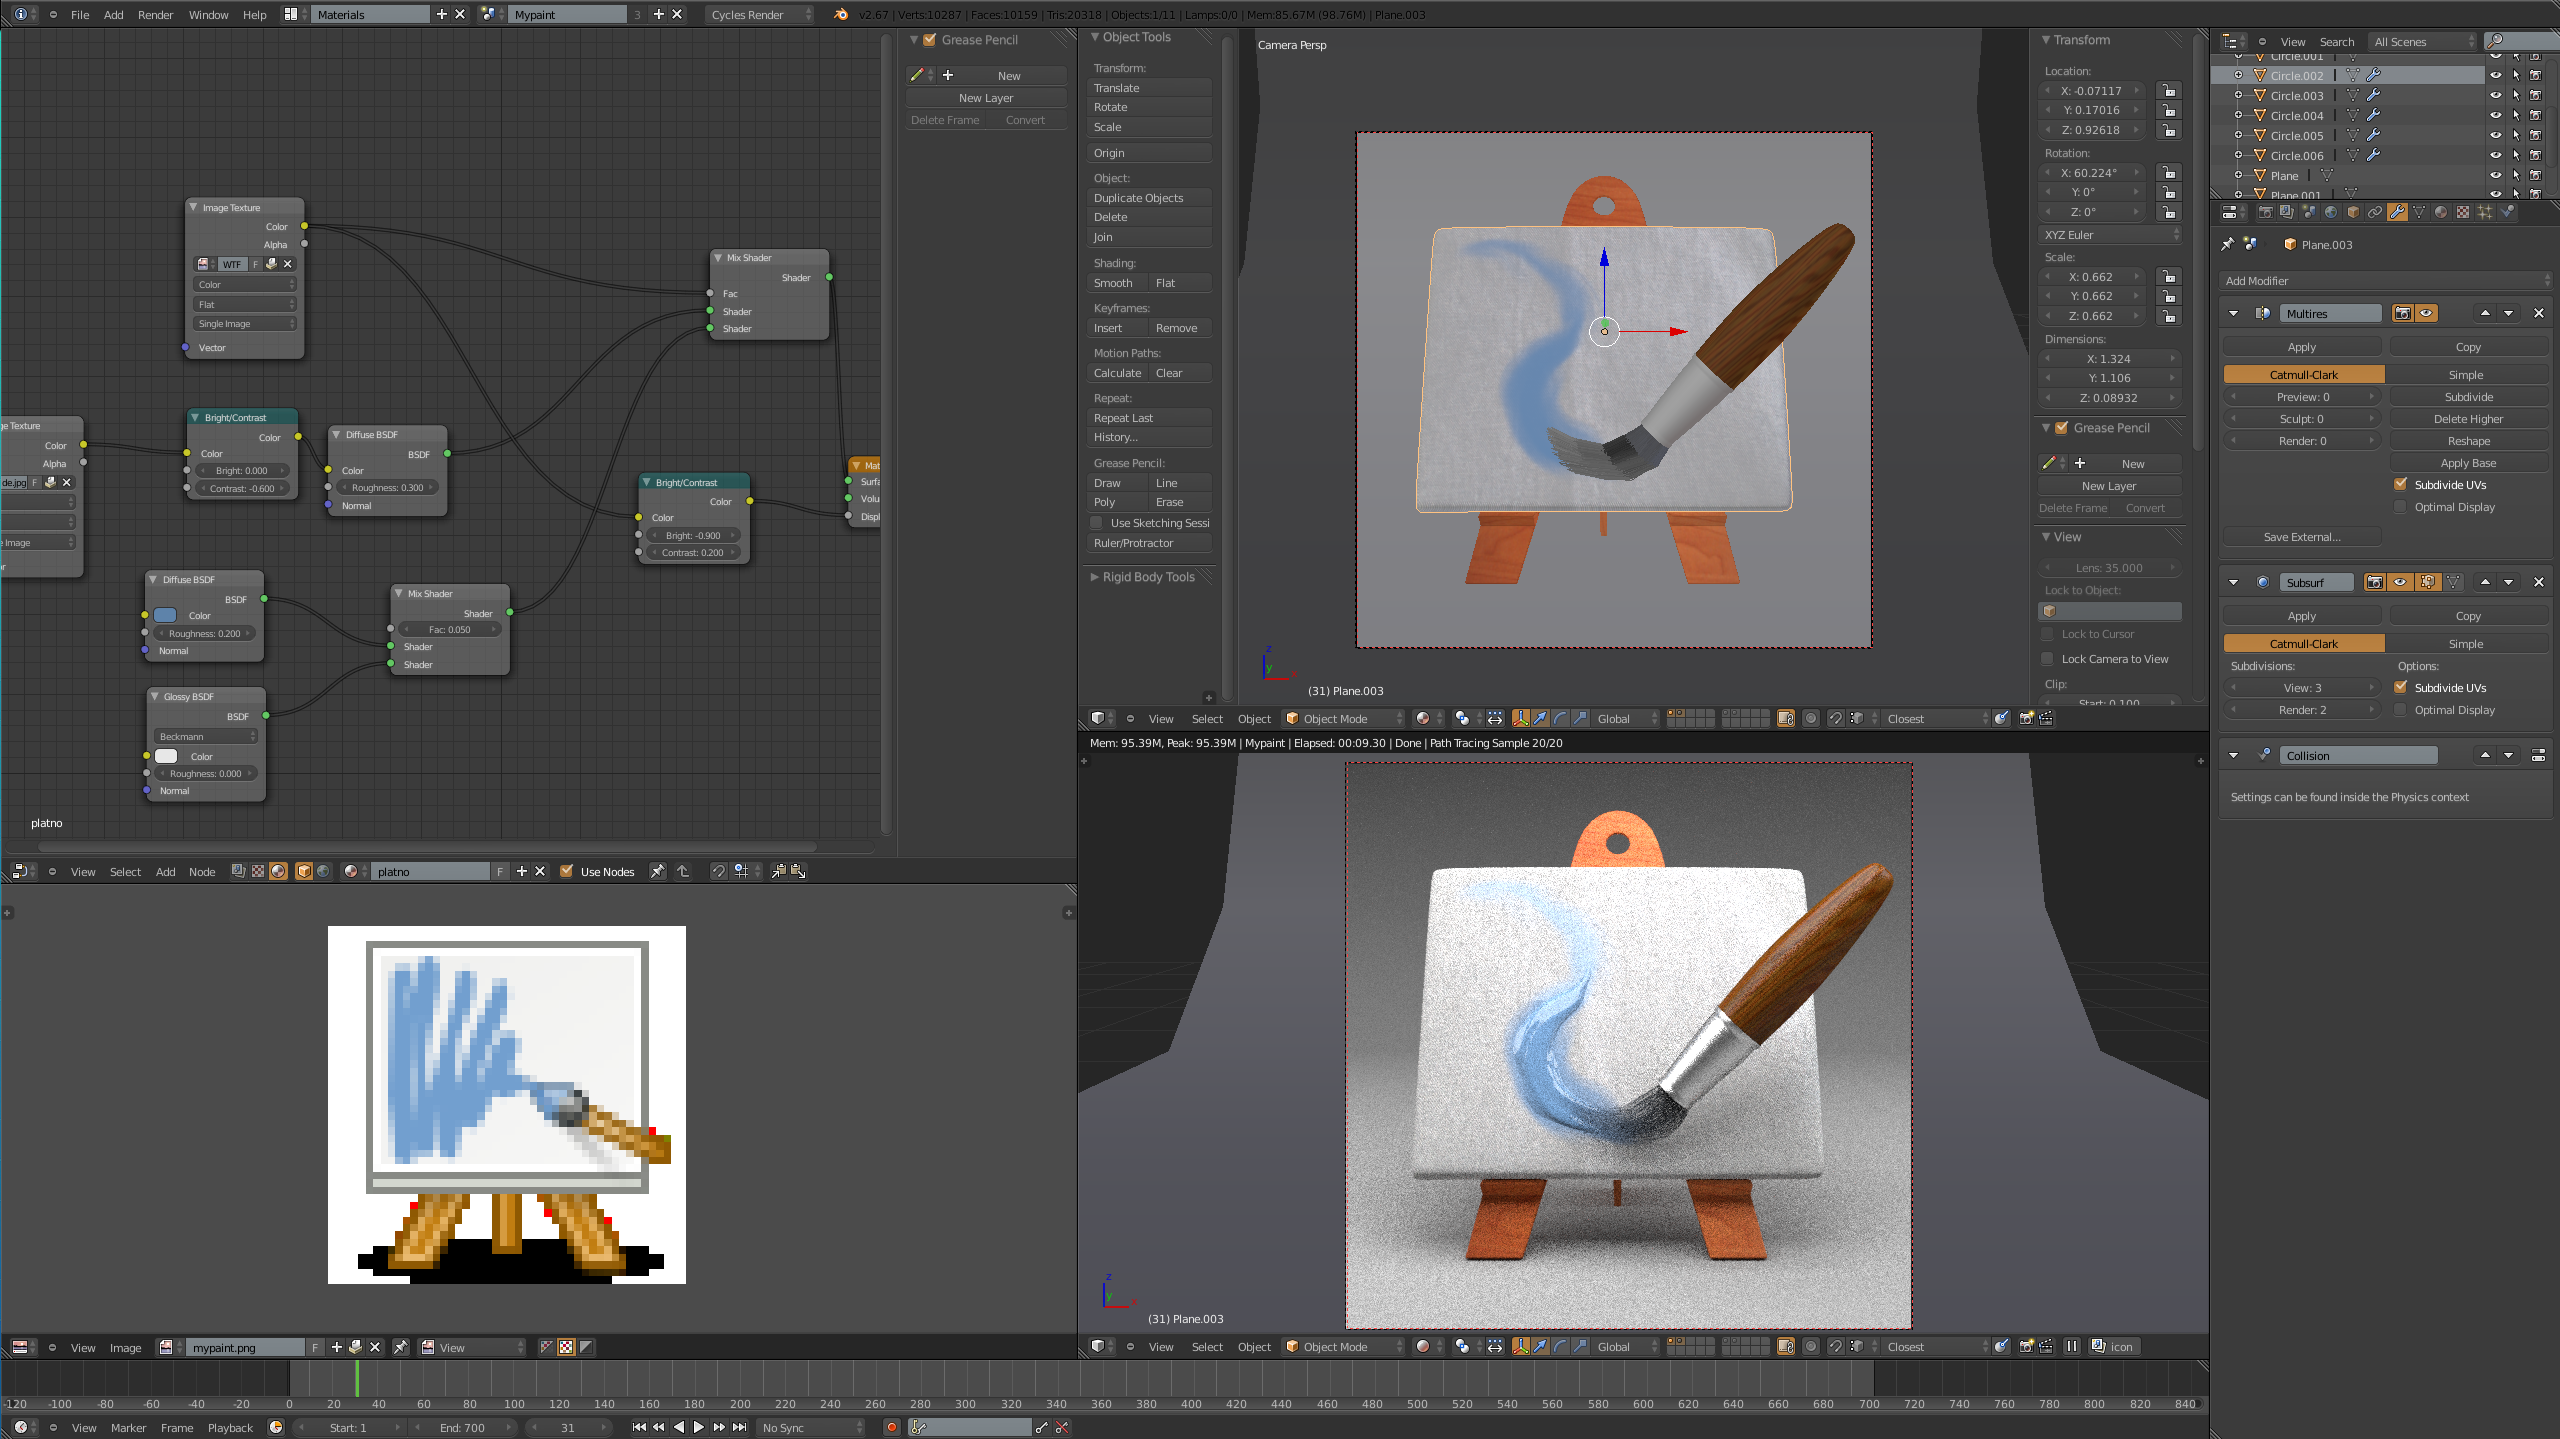 File Add Render Window Help Materials Mypaint 3 Cycles Render v2.67 | Verts:10287 | Faces:10159 | Tris:20318 | Objects:1/11 | Lamps:0/0 | Mem:85.67M (98.76M) | Plane.003
Image Texture
Color
Alpha
WTF F
Color
Flat
Single Image
Vector
Mix Shader
Shader
Fac
Shader
Shader
ge Texture
Color
Alpha
de.jpg F
e Image
Bright/Contrast
Color
Color
Bright: 0.000
Contrast: -0.600
Diffuse BSDF
BSDF
Color
Roughness: 0.300
Normal
Bright/Contrast
Color
Color
Bright: -0.900
Contrast: 0.200
Mat
Surfa
Volu
Displ
Diffuse BSDF
BSDF
Color
Roughness: 0.200
Normal
Mix Shader
Shader
Fac: 0.050
Shader
Shader
Glossy BSDF
BSDF
Beckmann
Color
Roughness: 0.000
Normal
platno
View Select Add Node platno F Use Nodes
Grease Pencil
New
New Layer
Delete Frame Convert
Object Tools
Transform:
Translate
Rotate
Scale
Origin
Object:
Duplicate Objects
Delete
Join
Shading:
Smooth Flat
Keyframes:
Insert Remove
Motion Paths:
Calculate Clear
Repeat:
Repeat Last
History...
Grease Pencil:
Draw Line
Poly Erase
Use Sketching Sessi
Ruler/Protractor
Rigid Body Tools
Camera Persp
(31) Plane.003
Transform
Location:
X: -0.07117
Y: 0.17016
Z: 0.92618
Rotation:
X: 60.224°
Y: 0°
Z: 0°
XYZ Euler
Scale:
X: 0.662
Y: 0.662
Z: 0.662
Dimensions:
X: 1.324
Y: 1.106
Z: 0.08932
Grease Pencil
New
New Layer
Delete Frame Convert
View
Lens: 35.000
Lock to Object:
Lock to Cursor
Lock Camera to View
Clip:
Start: 0.100
View Select Object Object Mode Global Closest
Mem: 95.39M, Peak: 95.39M | Mypaint | Elapsed: 00:09.30 | Done | Path Tracing Sample 20/20
(31) Plane.003
View Select Object Object Mode Global Closest icon
View Search All Scenes
Circle.001
Circle.002
Circle.003
Circle.004
Circle.005
Circle.006
Plane
Plane.001
Plane.003
Add Modifier
Multires
Apply Copy
Catmull-Clark Simple
Preview: 0 Subdivide
Sculpt: 0 Delete Higher
Render: 0 Reshape
Apply Base
Subdivide UVs
Optimal Display
Save External...
Subsurf
Apply Copy
Catmull-Clark Simple
Subdivisions: Options:
View: 3 Subdivide UVs
Render: 2 Optimal Display
Collision
Settings can be found inside the Physics context
View Image mypaint.png F View
-120 -100 -80 -60 -40 -20 0 20 40 60 80 100 120 140 160 180 200 220 240 260 280 300 320 340 360 380 400 420 440 460 480 500 520 540 560 580 600 620 640 660 680 700 720 740 760 780 800 820 840
View Marker Frame Playback Start: 1 End: 700 31 No Sync